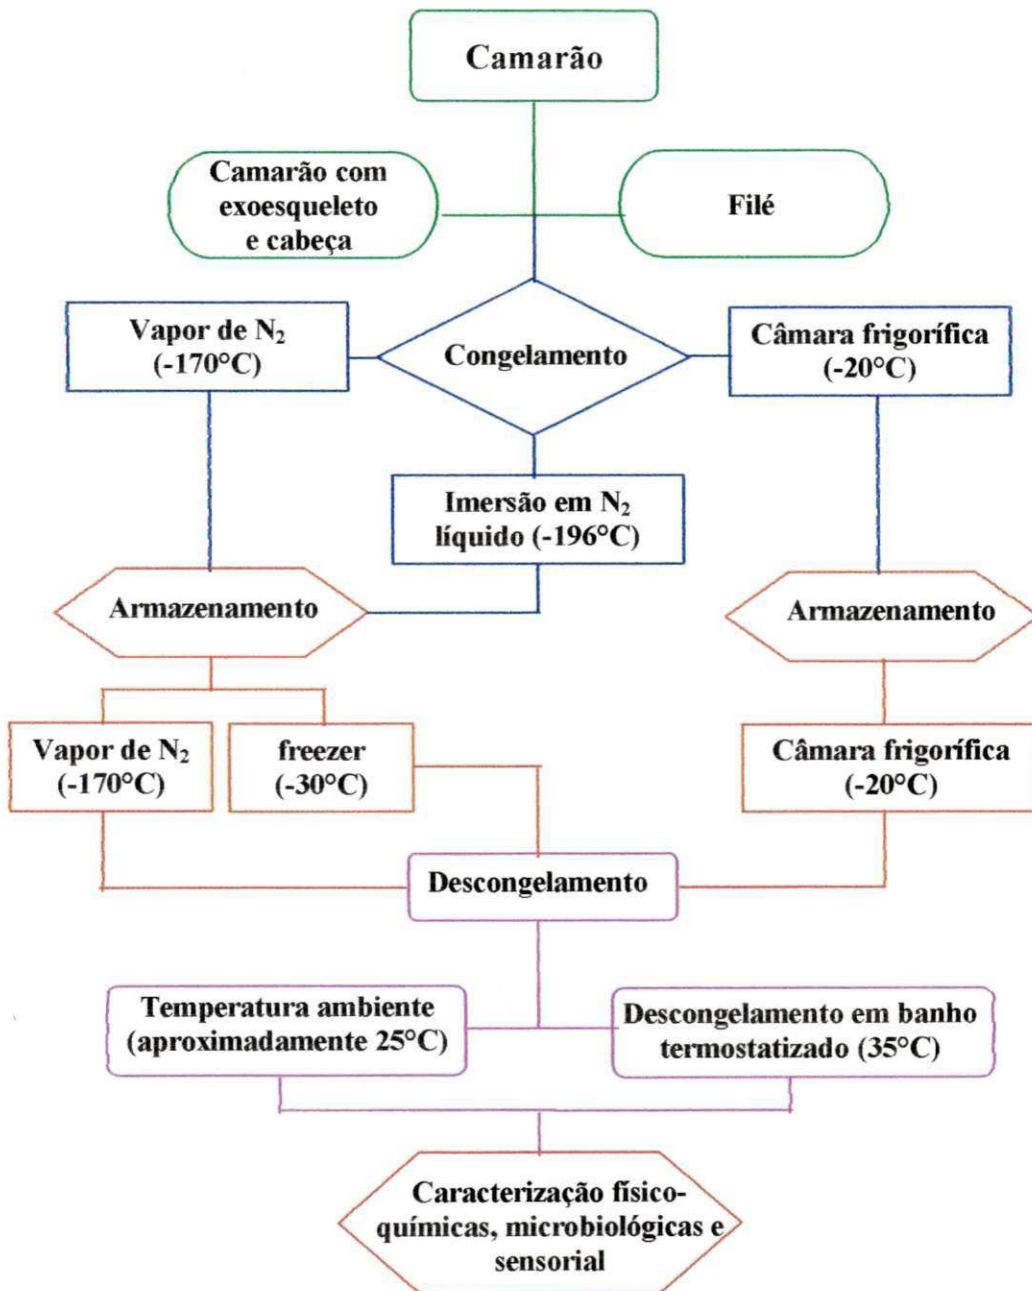 Camarão
Camarão com
exoesqueleto
e cabeça
Filé
Vapor de N₂
(-170°C)
Congelamento
Câmara frigorífica
(-20°C)
Imersão em N₂
líquido (-196°C)
Armazenamento
Armazenamento
Vapor de N₂
(-170°C)
freezer
(-30°C)
Câmara frigorífica
(-20°C)
Descongelamento
Temperatura ambiente
(aproximadamente 25°C)
Descongelamento em banho
termostatizado (35°C)
Caracterização físico-
químicas, microbiológicas e
sensorial